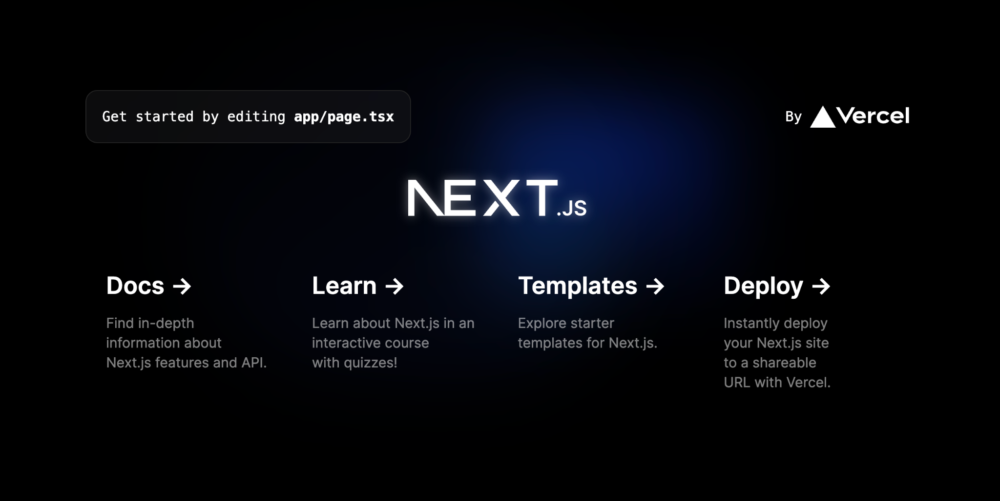 Get started by editing app/page.tsx
By Vercel
NEXT.JS
Docs →
Find in-depth
information about
Next.js features and API.
Learn →
Learn about Next.js in an
interactive course
with quizzes!
Templates →
Explore starter
templates for Next.js.
Deploy →
Instantly deploy
your Next.js site
to a shareable
URL with Vercel.